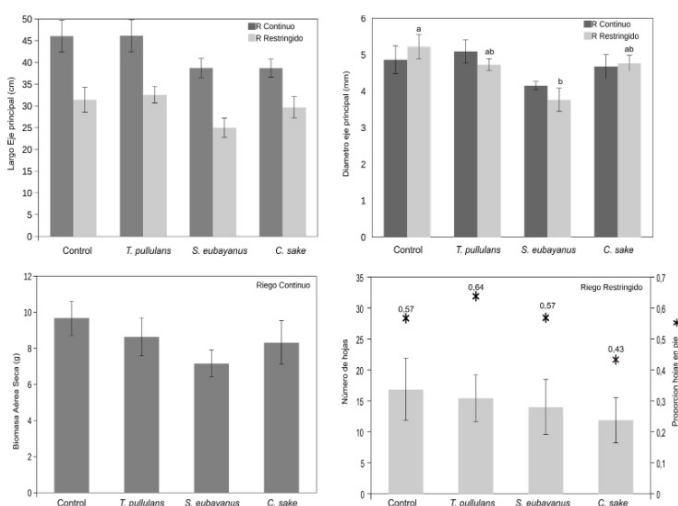 50
45
40
35
30
25
20
15
10
5
0
Largo Eje principal (cm)
R Continuo
R Restringido
Control
T. pullulans
S. eubayanus
C. sake
6
5
4
3
2
1
0
Diametro eje principal (mm)
R Continuo
R Restringido
a
ab
b
ab
Control
T. pullulans
S. eubayanus
C. sake
12
10
8
6
4
2
0
Biomasa Aérea Seca (g)
Riego Continuo
Control
T. pullulans
S. eubayanus
C. sake
35
30
25
20
15
10
5
0
Número de hojas
Riego Restringido
0,57
0,64
0,57
0,43
0,7
0,6
0,5
0,4
0,3
0,2
0,1
0
Proporcion hojas en pie
Control
T. pullulans
S. eubayanus
C. sake